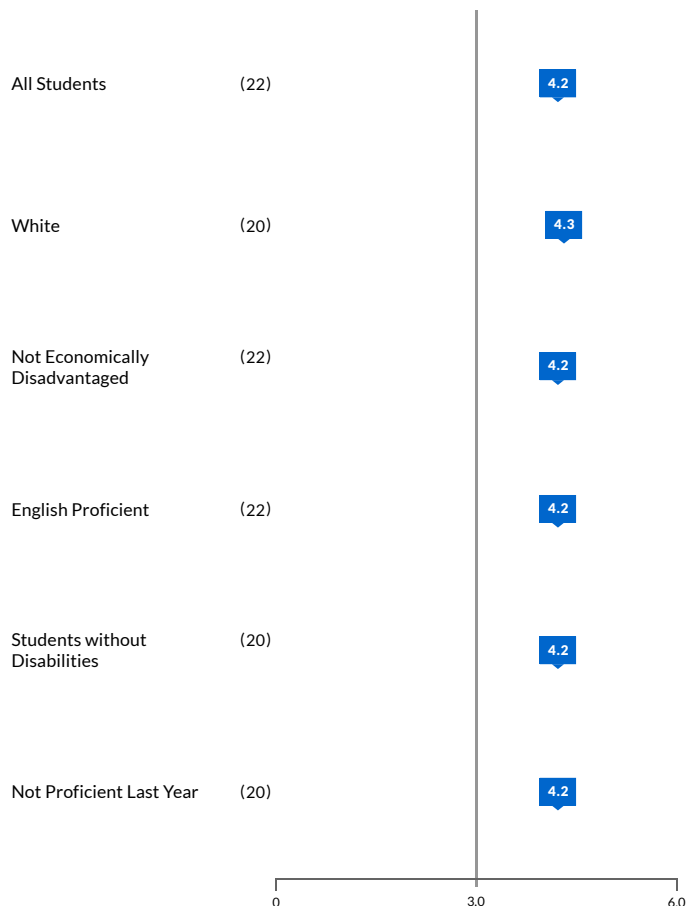 All Students (22) 4.2
White (20) 4.3
Not Economically
Disadvantaged (22) 4.2
English Proficient (22) 4.2
Students without
Disabilities (20) 4.2
Not Proficient Last Year (20) 4.2
0 3.0 6.0